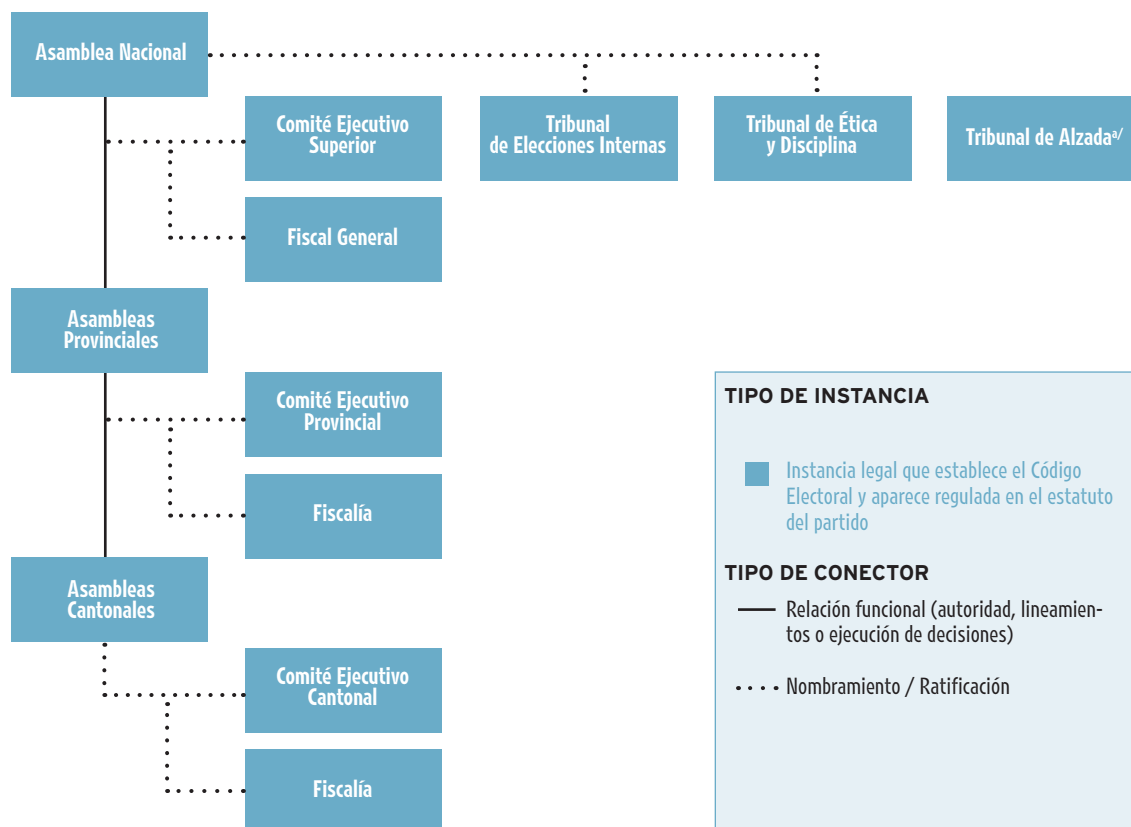 Asamblea Nacional
Comité Ejecutivo
Superior
Tribunal
de Elecciones Internas
Tribunal de Ética
y Disciplina
Tribunal de Alzadaa/
Fiscal General
Asambleas
Provinciales
Comité Ejecutivo
Provincial
Fiscalía
Asambleas
Cantonales
Comité Ejecutivo
Cantonal
Fiscalía
TIPO DE INSTANCIA
Instancia legal que establece el Código
Electoral y aparece regulada en el estatuto
del partido
TIPO DE CONECTOR
Relación funcional (autoridad, lineamien-
tos o ejecución de decisiones)
Nombramiento / Ratificación